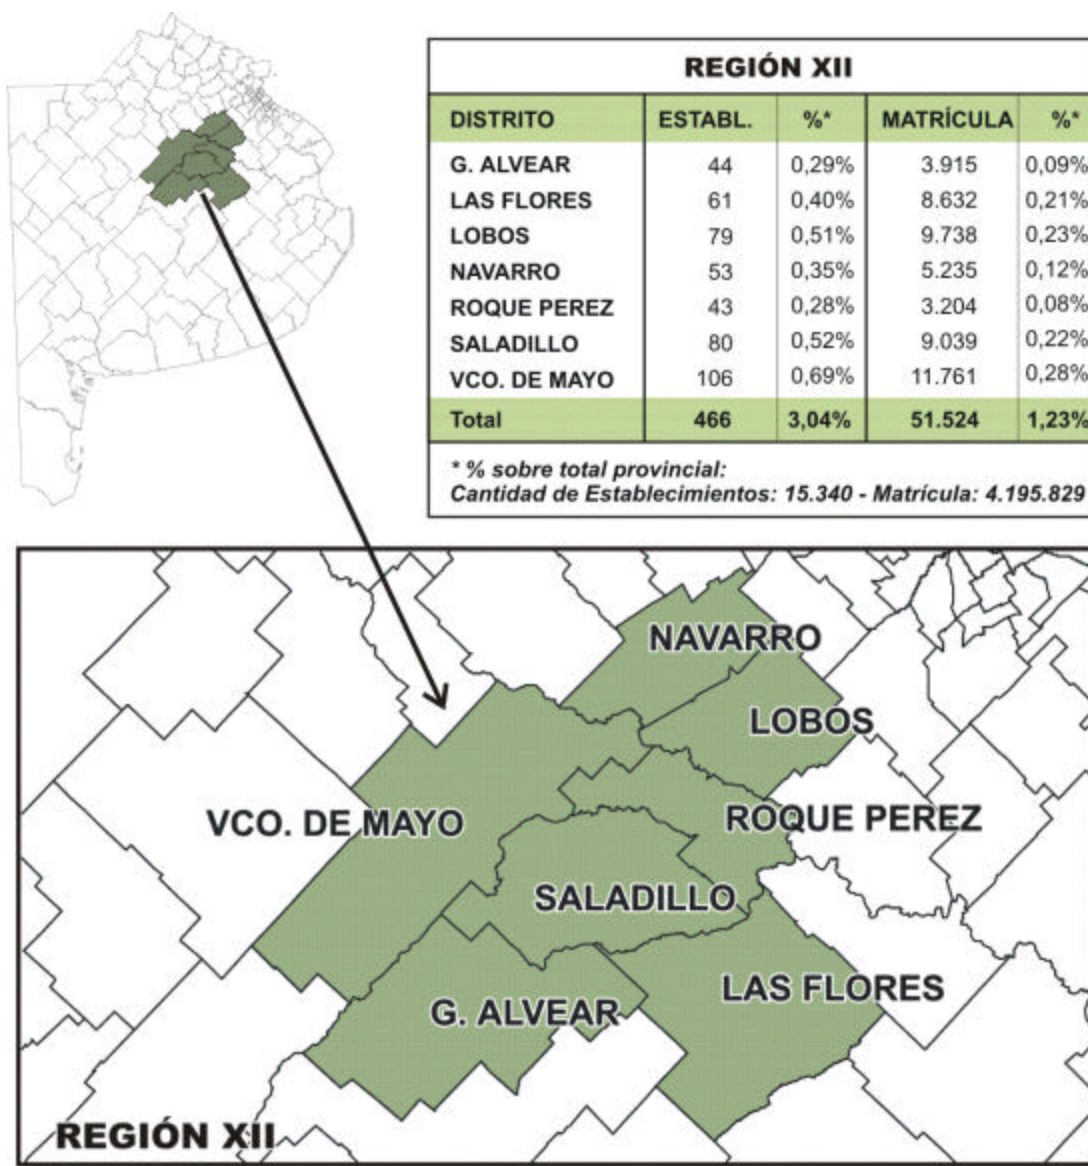 REGIÓN XII
DISTRITO ESTABL. %* MATRÍCULA %*
G. ALVEAR 44 0,29% 3.915 0,09%
LAS FLORES 61 0,40% 8.632 0,21%
LOBOS 79 0,51% 9.738 0,23%
NAVARRO 53 0,35% 5.235 0,12%
ROQUE PEREZ 43 0,28% 3.204 0,08%
SALADILLO 80 0,52% 9.039 0,22%
VCO. DE MAYO 106 0,69% 11.761 0,28%
Total 466 3,04% 51.524 1,23%
* % sobre total provincial:
Cantidad de Establecimientos: 15.340 - Matrícula: 4.195.829
NAVARRO
LOBOS
VCO. DE MAYO
ROQUE PEREZ
SALADILLO
LAS FLORES
G. ALVEAR
REGIÓN XII